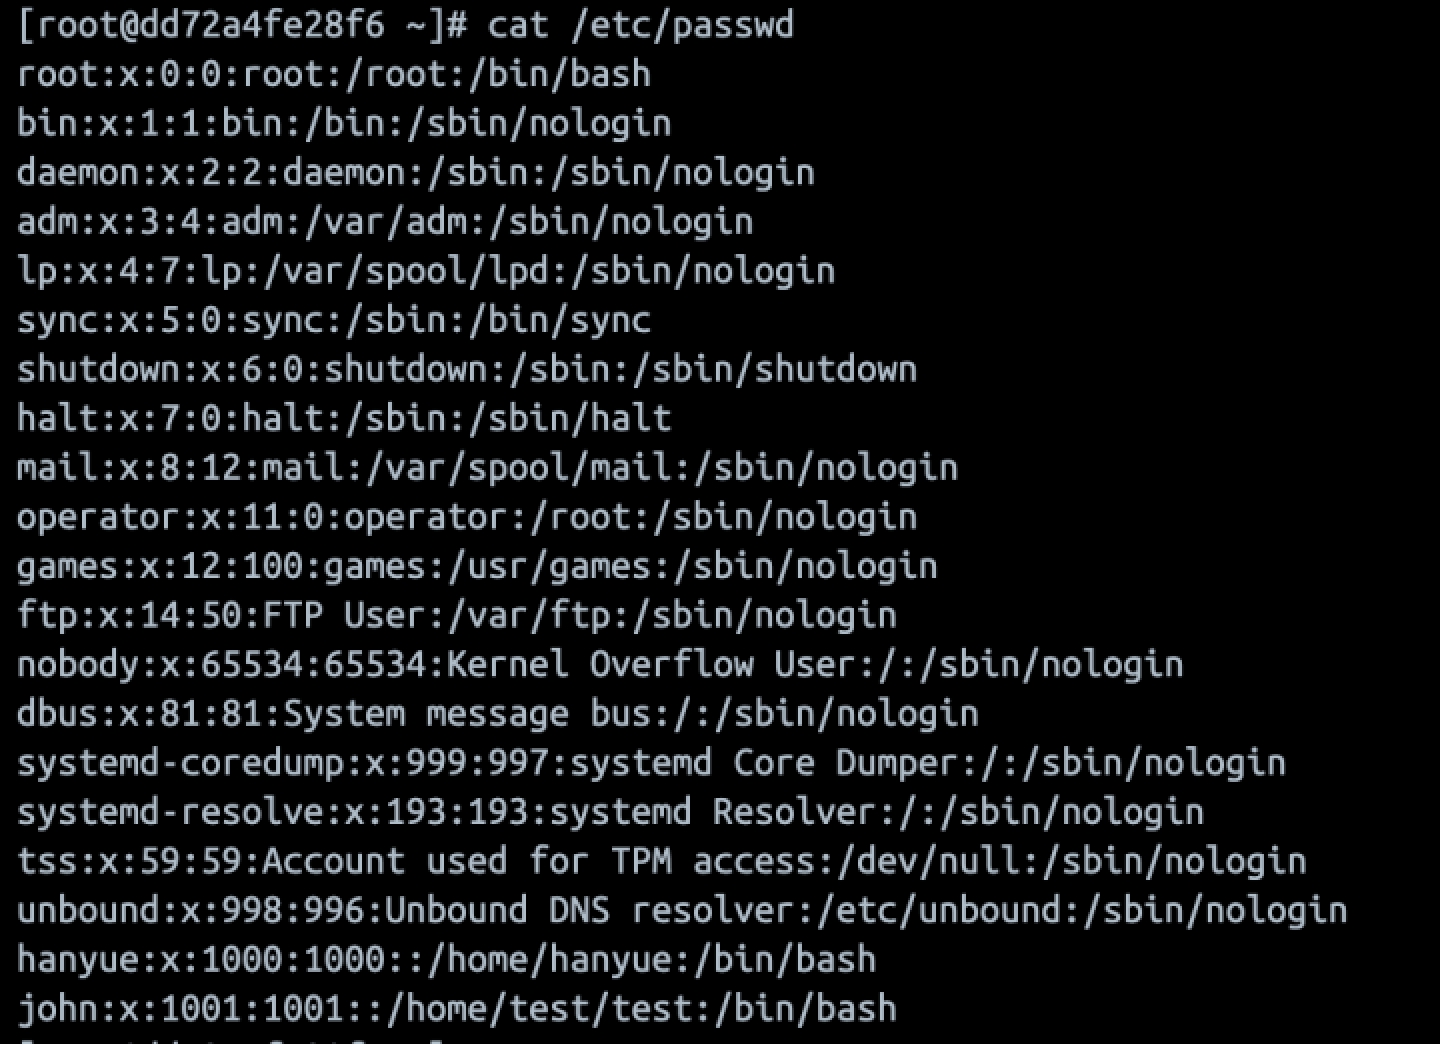 [root@dd72a4fe28f6 ~]# cat /etc/passwd
root:x:0:0:root:/root:/bin/bash
bin:x:1:1:bin:/bin:/sbin/nologin
daemon:x:2:2:daemon:/sbin:/sbin/nologin
adm:x:3:4:adm:/var/adm:/sbin/nologin
lp:x:4:7:lp:/var/spool/lpd:/sbin/nologin
sync:x:5:0:sync:/sbin:/bin/sync
shutdown:x:6:0:shutdown:/sbin:/sbin/shutdown
halt:x:7:0:halt:/sbin:/sbin/halt
mail:x:8:12:mail:/var/spool/mail:/sbin/nologin
operator:x:11:0:operator:/root:/sbin/nologin
games:x:12:100:games:/usr/games:/sbin/nologin
ftp:x:14:50:FTP User:/var/ftp:/sbin/nologin
nobody:x:65534:65534:Kernel Overflow User:/:/sbin/nologin
dbus:x:81:81:System message bus:/:/sbin/nologin
systemd-coredump:x:999:997:systemd Core Dumper:/:/sbin/nologin
systemd-resolve:x:193:193:systemd Resolver:/:/sbin/nologin
tss:x:59:59:Account used for TPM access:/dev/null:/sbin/nologin
unbound:x:998:996:Unbound DNS resolver:/etc/unbound:/sbin/nologin
hanyue:x:1000:1000::/home/hanyue:/bin/bash
john:x:1001:1001::/home/test/test:/bin/bash